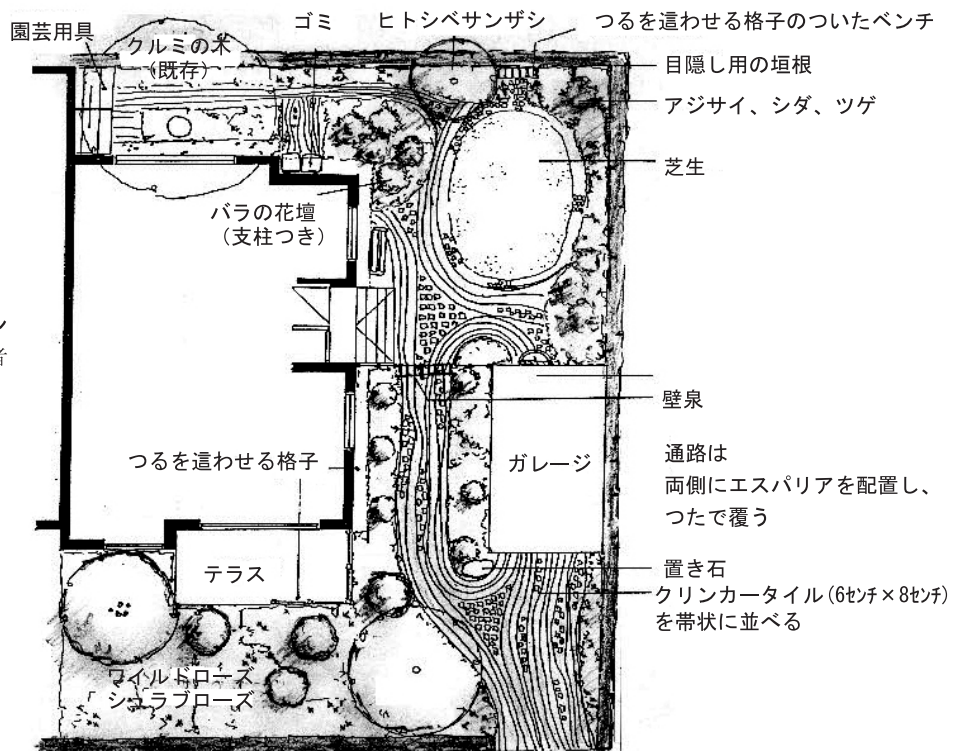 園芸用具
クルミの木
(既存)
ゴミ
ヒトシベサンザシ
つるを這わせる格子のついたベンチ
目隠し用の垣根
アジサイ、シダ、ツゲ
芝生
バラの花壇
(支柱つき)
壁泉
つるを這わせる格子
ガレージ
通路は
両側にエスパリアを配置し、
つたで覆う
テラス
置き石
クリンカータイル(6センチ×8センチ)
を帯状に並べる
ワイルドローズ
シュラブローズ